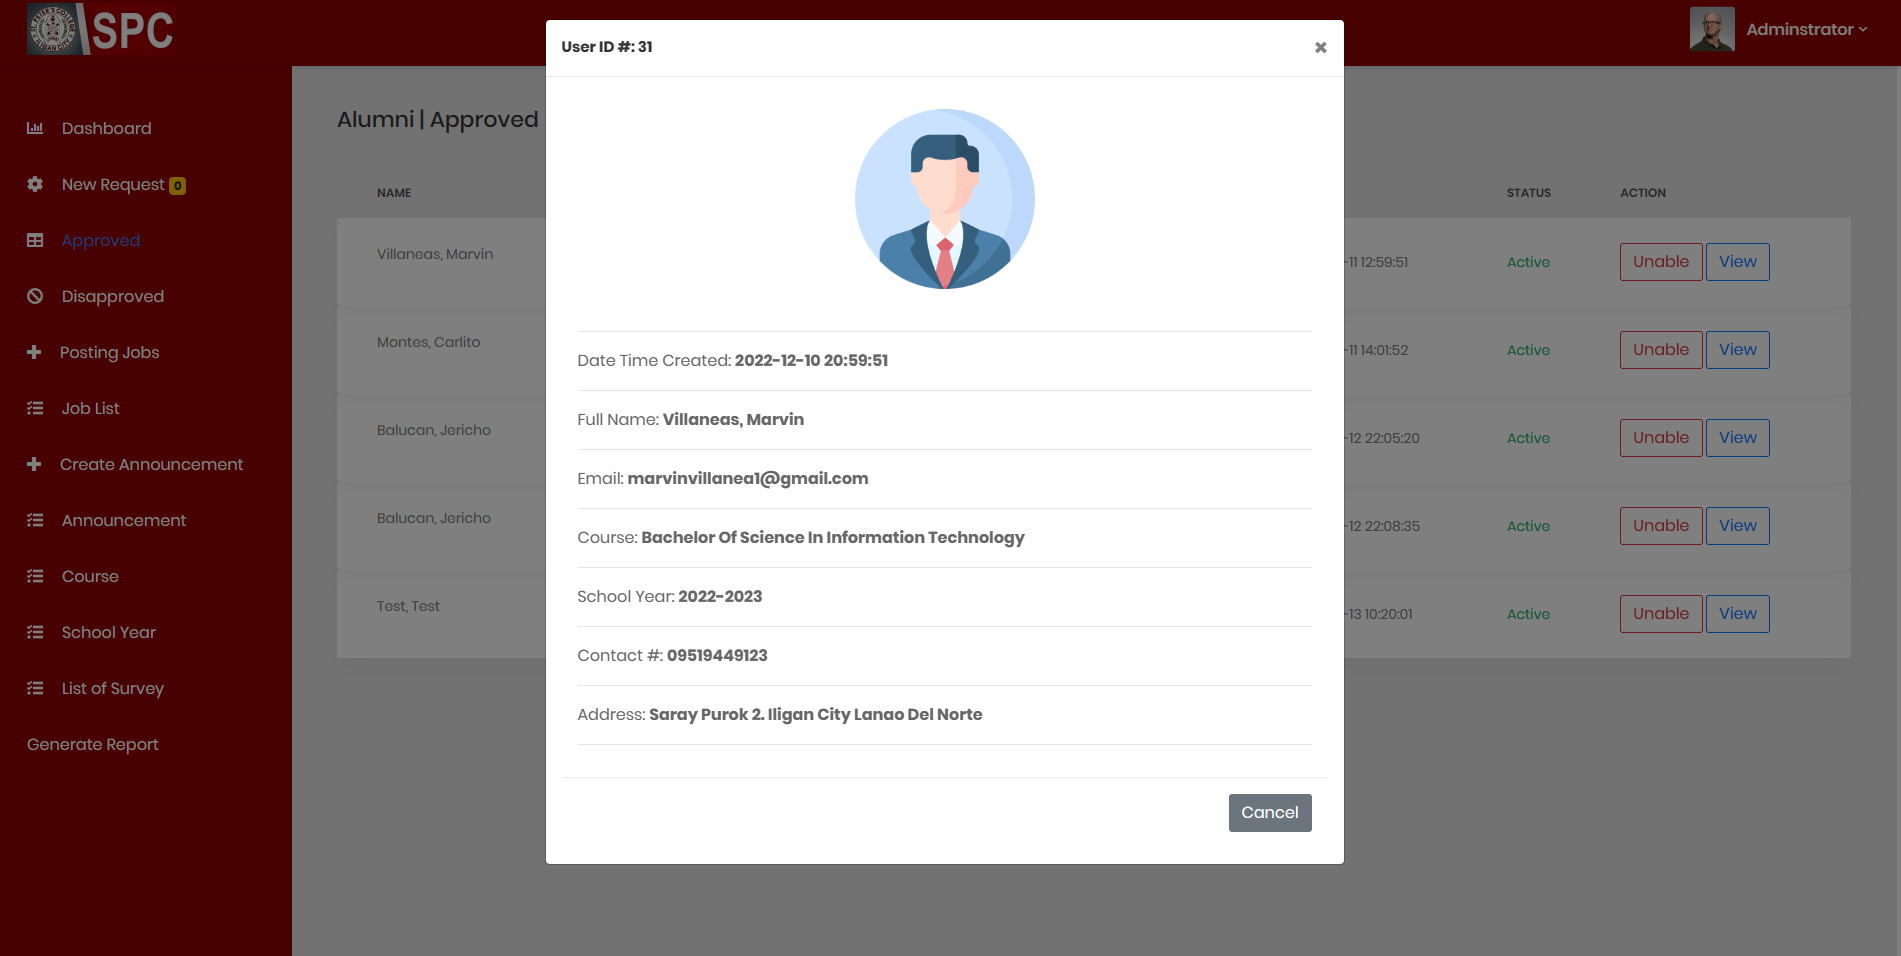 SPC
ST. PETER'S COLLEGE
ILIGAN CITY
Adminstrator
Dashboard
New Request 0
Approved
Disapproved
Posting Jobs
Job List
Create Announcement
Announcement
Course
School Year
List of Survey
Generate Report
Alumni | Approved
NAME STATUS ACTION
Villaneas, Marvin -11 12:59:51 Active Unable View
Montes, Carlito -11 14:01:52 Active Unable View
Balucan, Jericho -12 22:05:20 Active Unable View
Balucan, Jericho -12 22:08:35 Active Unable View
Test, Test -13 10:20:01 Active Unable View
User ID #: 31
×
Date Time Created: 2022-12-10 20:59:51
Full Name: Villaneas, Marvin
Email: marvinvillanea1@gmail.com
Course: Bachelor Of Science In Information Technology
School Year: 2022-2023
Contact #: 09519449123
Address: Saray Purok 2. Iligan City Lanao Del Norte
Cancel